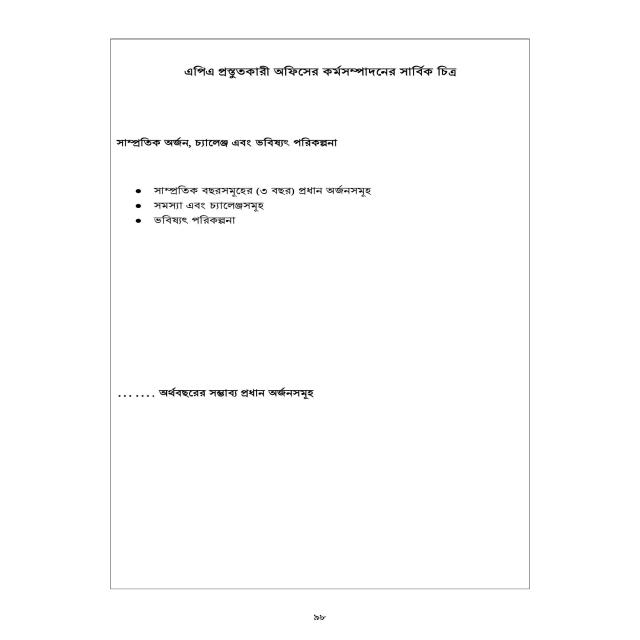 এপিএ প্রস্তুতকারী অফিসের কর্মসম্পাদনের সার্বিক চিত্র
সাম্প্রতিক অর্জন, চ্যালেঞ্জ এবং ভবিষ্যৎ পরিকল্পনা
● সাম্প্রতিক বছরসমূহের (৩ বছর) প্রধান অর্জনসমূহ
● সমস্যা এবং চ্যালেঞ্জসমূহ
● ভবিষ্যৎ পরিকল্পনা
... .... অর্থবছরের সম্ভাব্য প্রধান অর্জনসমূহ
৯৮